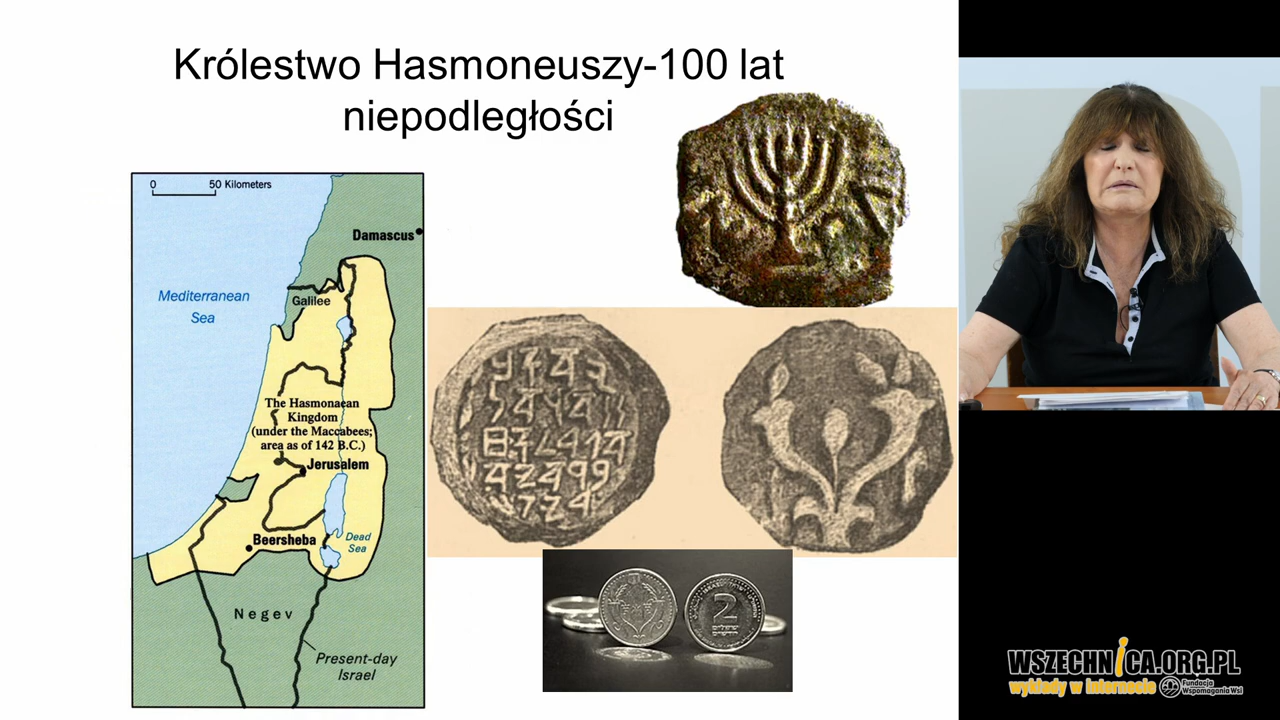 Królestwo Hasmoneuszy-100 lat
niepodległości
0 50 Kilometers
Damascus
Mediterranean
Sea
Galilee
The Hasmonaean
Kingdom
(under the Maccabees;
area as of 142 B.C.)
Jerusalem
Beersheba
Dead
Sea
Negev
Present-day
Israel
2
שקלים
חדשים
WSZECHNICA.ORG.PL
wykłady w internecie
Fundacja
Wspomagania Wsi